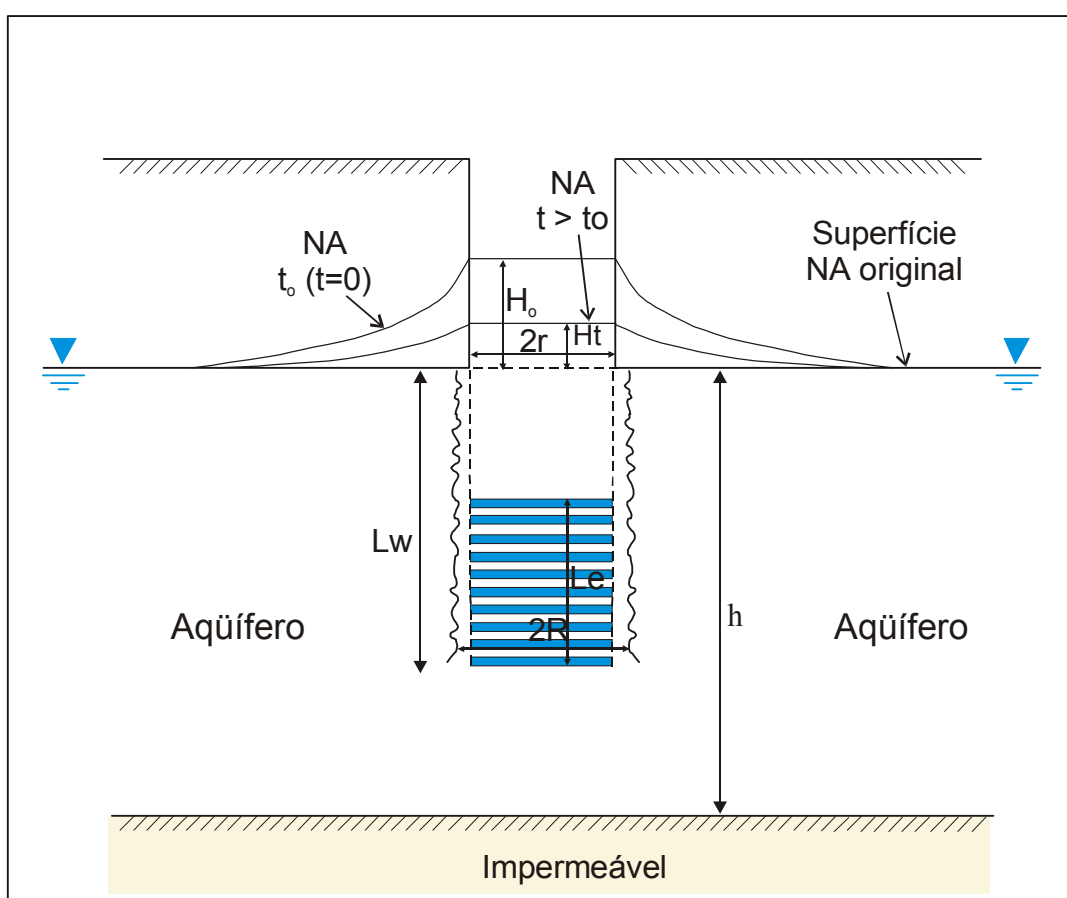 NA
t > to
NA
tₒ (t=0)
Superfície
NA original
Hₒ
Ht
2r
Lw
Le
2R
h
Aqüífero
Aqüífero
Impermeável